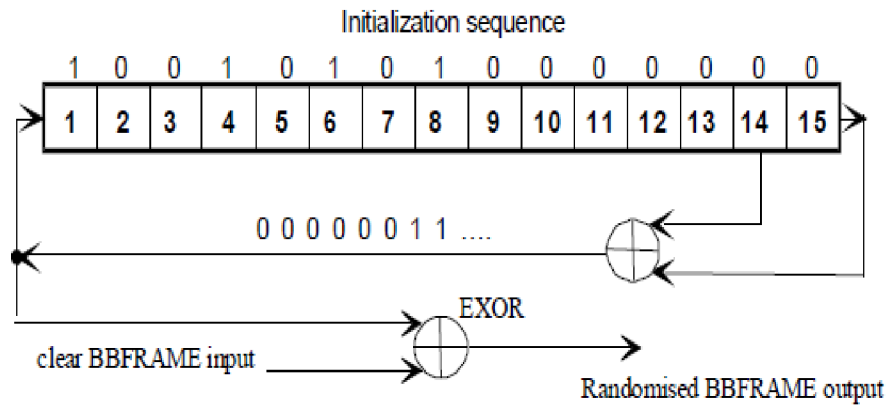 Initialization sequence
1 0 0 1 0 1 0 1 0 0 0 0 0 0 0
1 2 3 4 5 6 7 8 9 10 11 12 13 14 15
0 0 0 0 0 0 1 1 ....
EXOR
clear BBFRAME input
Randomised BBFRAME output